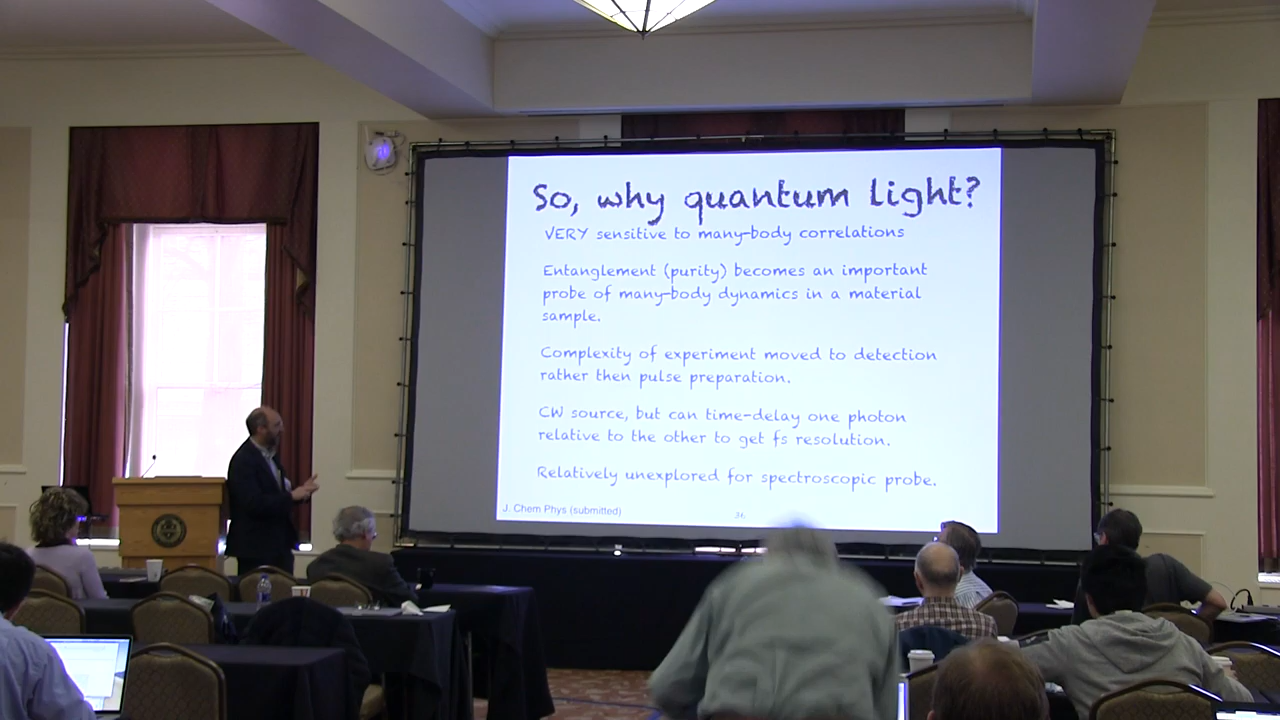 So, why quantum light?
VERY sensitive to many-body correlations
Entanglement (purity) becomes an important
probe of many-body dynamics in a material
sample.
Complexity of experiment moved to detection
rather then pulse preparation.
CW source, but can time-delay one photon
relative to the other to get fs resolution.
Relatively unexplored for spectroscopic probe.
J. Chem Phys (submitted)
36